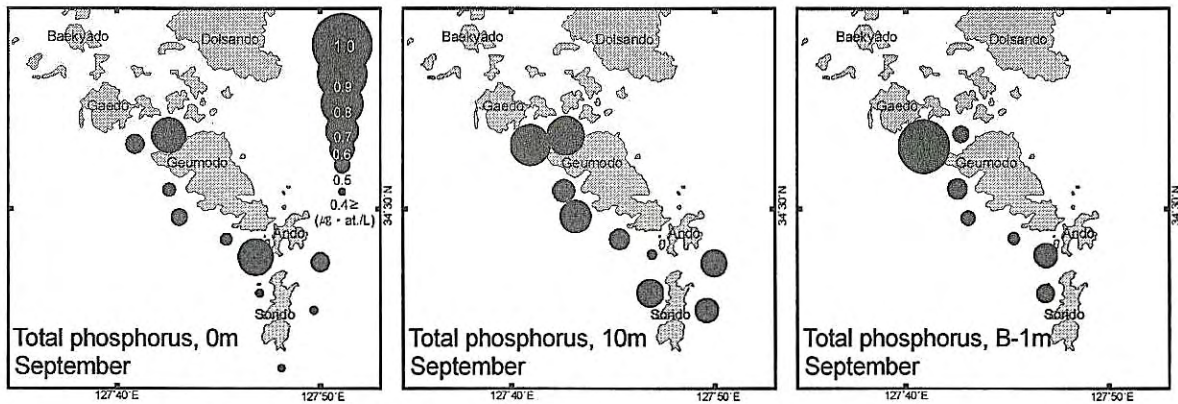 Baekyado
Dolsando
Gaedo
Geumodo
Ando
Sorido
1.0
0.9
0.8
0.7
0.6
0.5
0.4≥
(㎍・at./L)
34°30'N
Total phosphorus, 0m
September
127°40'E
127°50'E
Baekyado
Dolsando
Gaedo
Geumodo
Ando
Sorido
34°30'N
Total phosphorus, 10m
September
127°40'E
127°50'E
Baekyado
Dolsando
Gaedo
Geumodo
Ando
Sorido
34°30'N
Total phosphorus, B-1m
September
127°40'E
127°50'E